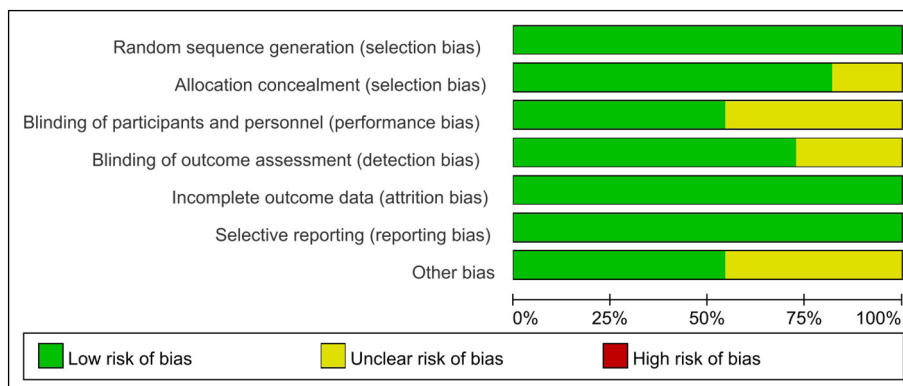 Random sequence generation (selection bias)
Allocation concealment (selection bias)
Blinding of participants and personnel (performance bias)
Blinding of outcome assessment (detection bias)
Incomplete outcome data (attrition bias)
Selective reporting (reporting bias)
Other bias
0% 25% 50% 75% 100%
Low risk of bias Unclear risk of bias High risk of bias